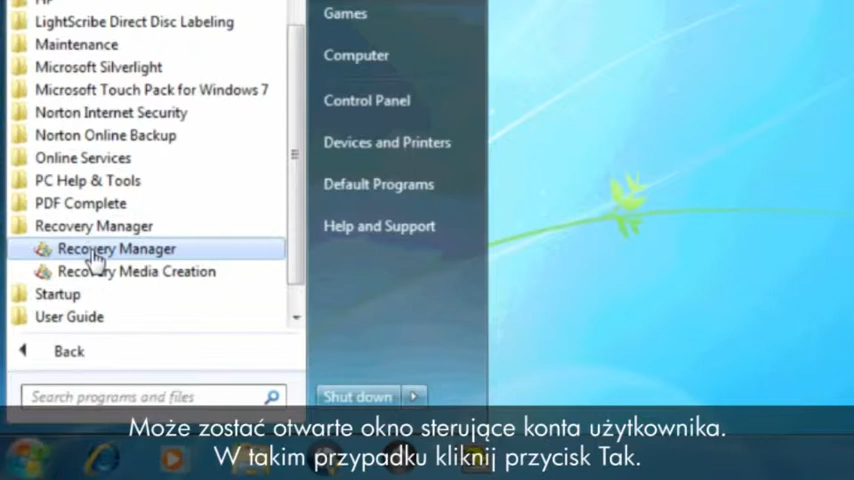 HP
LightScribe Direct Disc Labeling
Maintenance
Microsoft Silverlight
Microsoft Touch Pack for Windows 7
Norton Internet Security
Norton Online Backup
Online Services
PC Help & Tools
PDF Complete
Recovery Manager
Recovery Manager
Recovery Media Creation
Startup
User Guide
Back
Search programs and files
Games
Computer
Control Panel
Devices and Printers
Default Programs
Help and Support
Shut down
Może zostać otwarte okno sterujące konta użytkownika.
W takim przypadku kliknij przycisk Tak.